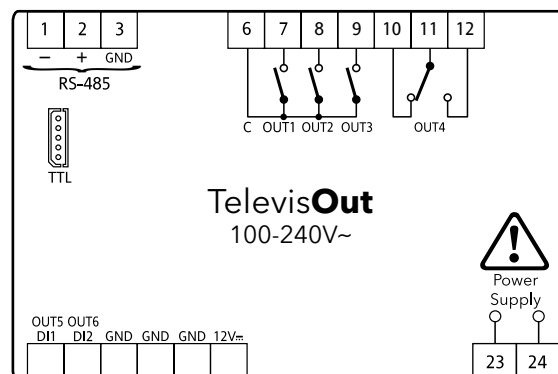 1 2 3 6 7 8 9 10 11 12
− + GND
RS-485
C OUT1 OUT2 OUT3 OUT4
TTL
TelevisOut
100-240V~
Power
Supply
OUT5 OUT6
DI1 DI2 GND GND GND 12V⎓
23 24